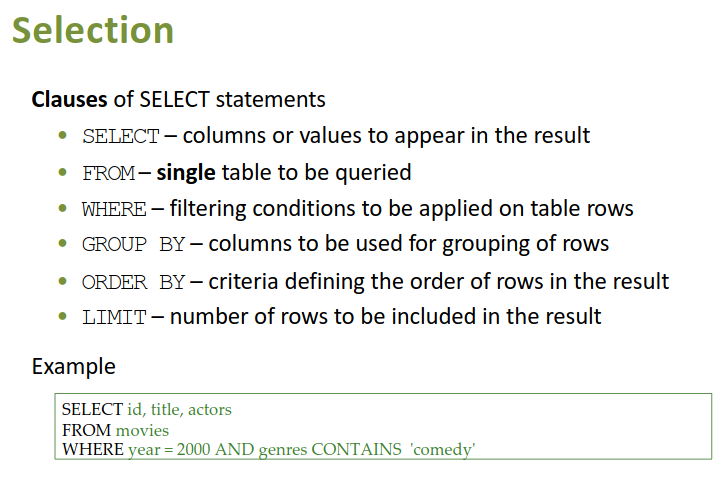 Selection
Clauses of SELECT statements
• SELECT – columns or values to appear in the result
• FROM – single table to be queried
• WHERE – filtering conditions to be applied on table rows
• GROUP BY – columns to be used for grouping of rows
• ORDER BY – criteria defining the order of rows in the result
• LIMIT – number of rows to be included in the result
Example
SELECT id, title, actors
FROM movies
WHERE year = 2000 AND genres CONTAINS 'comedy'